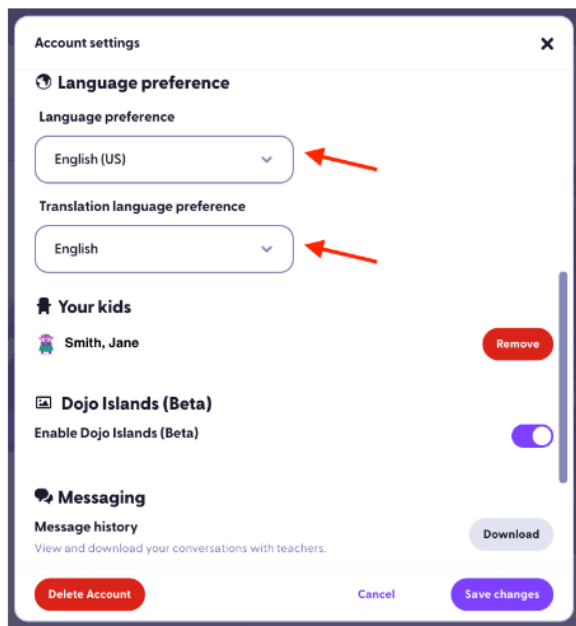 Account settings
Language preference
Language preference
English (US)
Translation language preference
English
Your kids
Smith, Jane
Remove
Dojo Islands (Beta)
Enable Dojo Islands (Beta)
Messaging
Message history
Download
View and download your conversations with teachers.
Delete Account
Cancel
Save changes